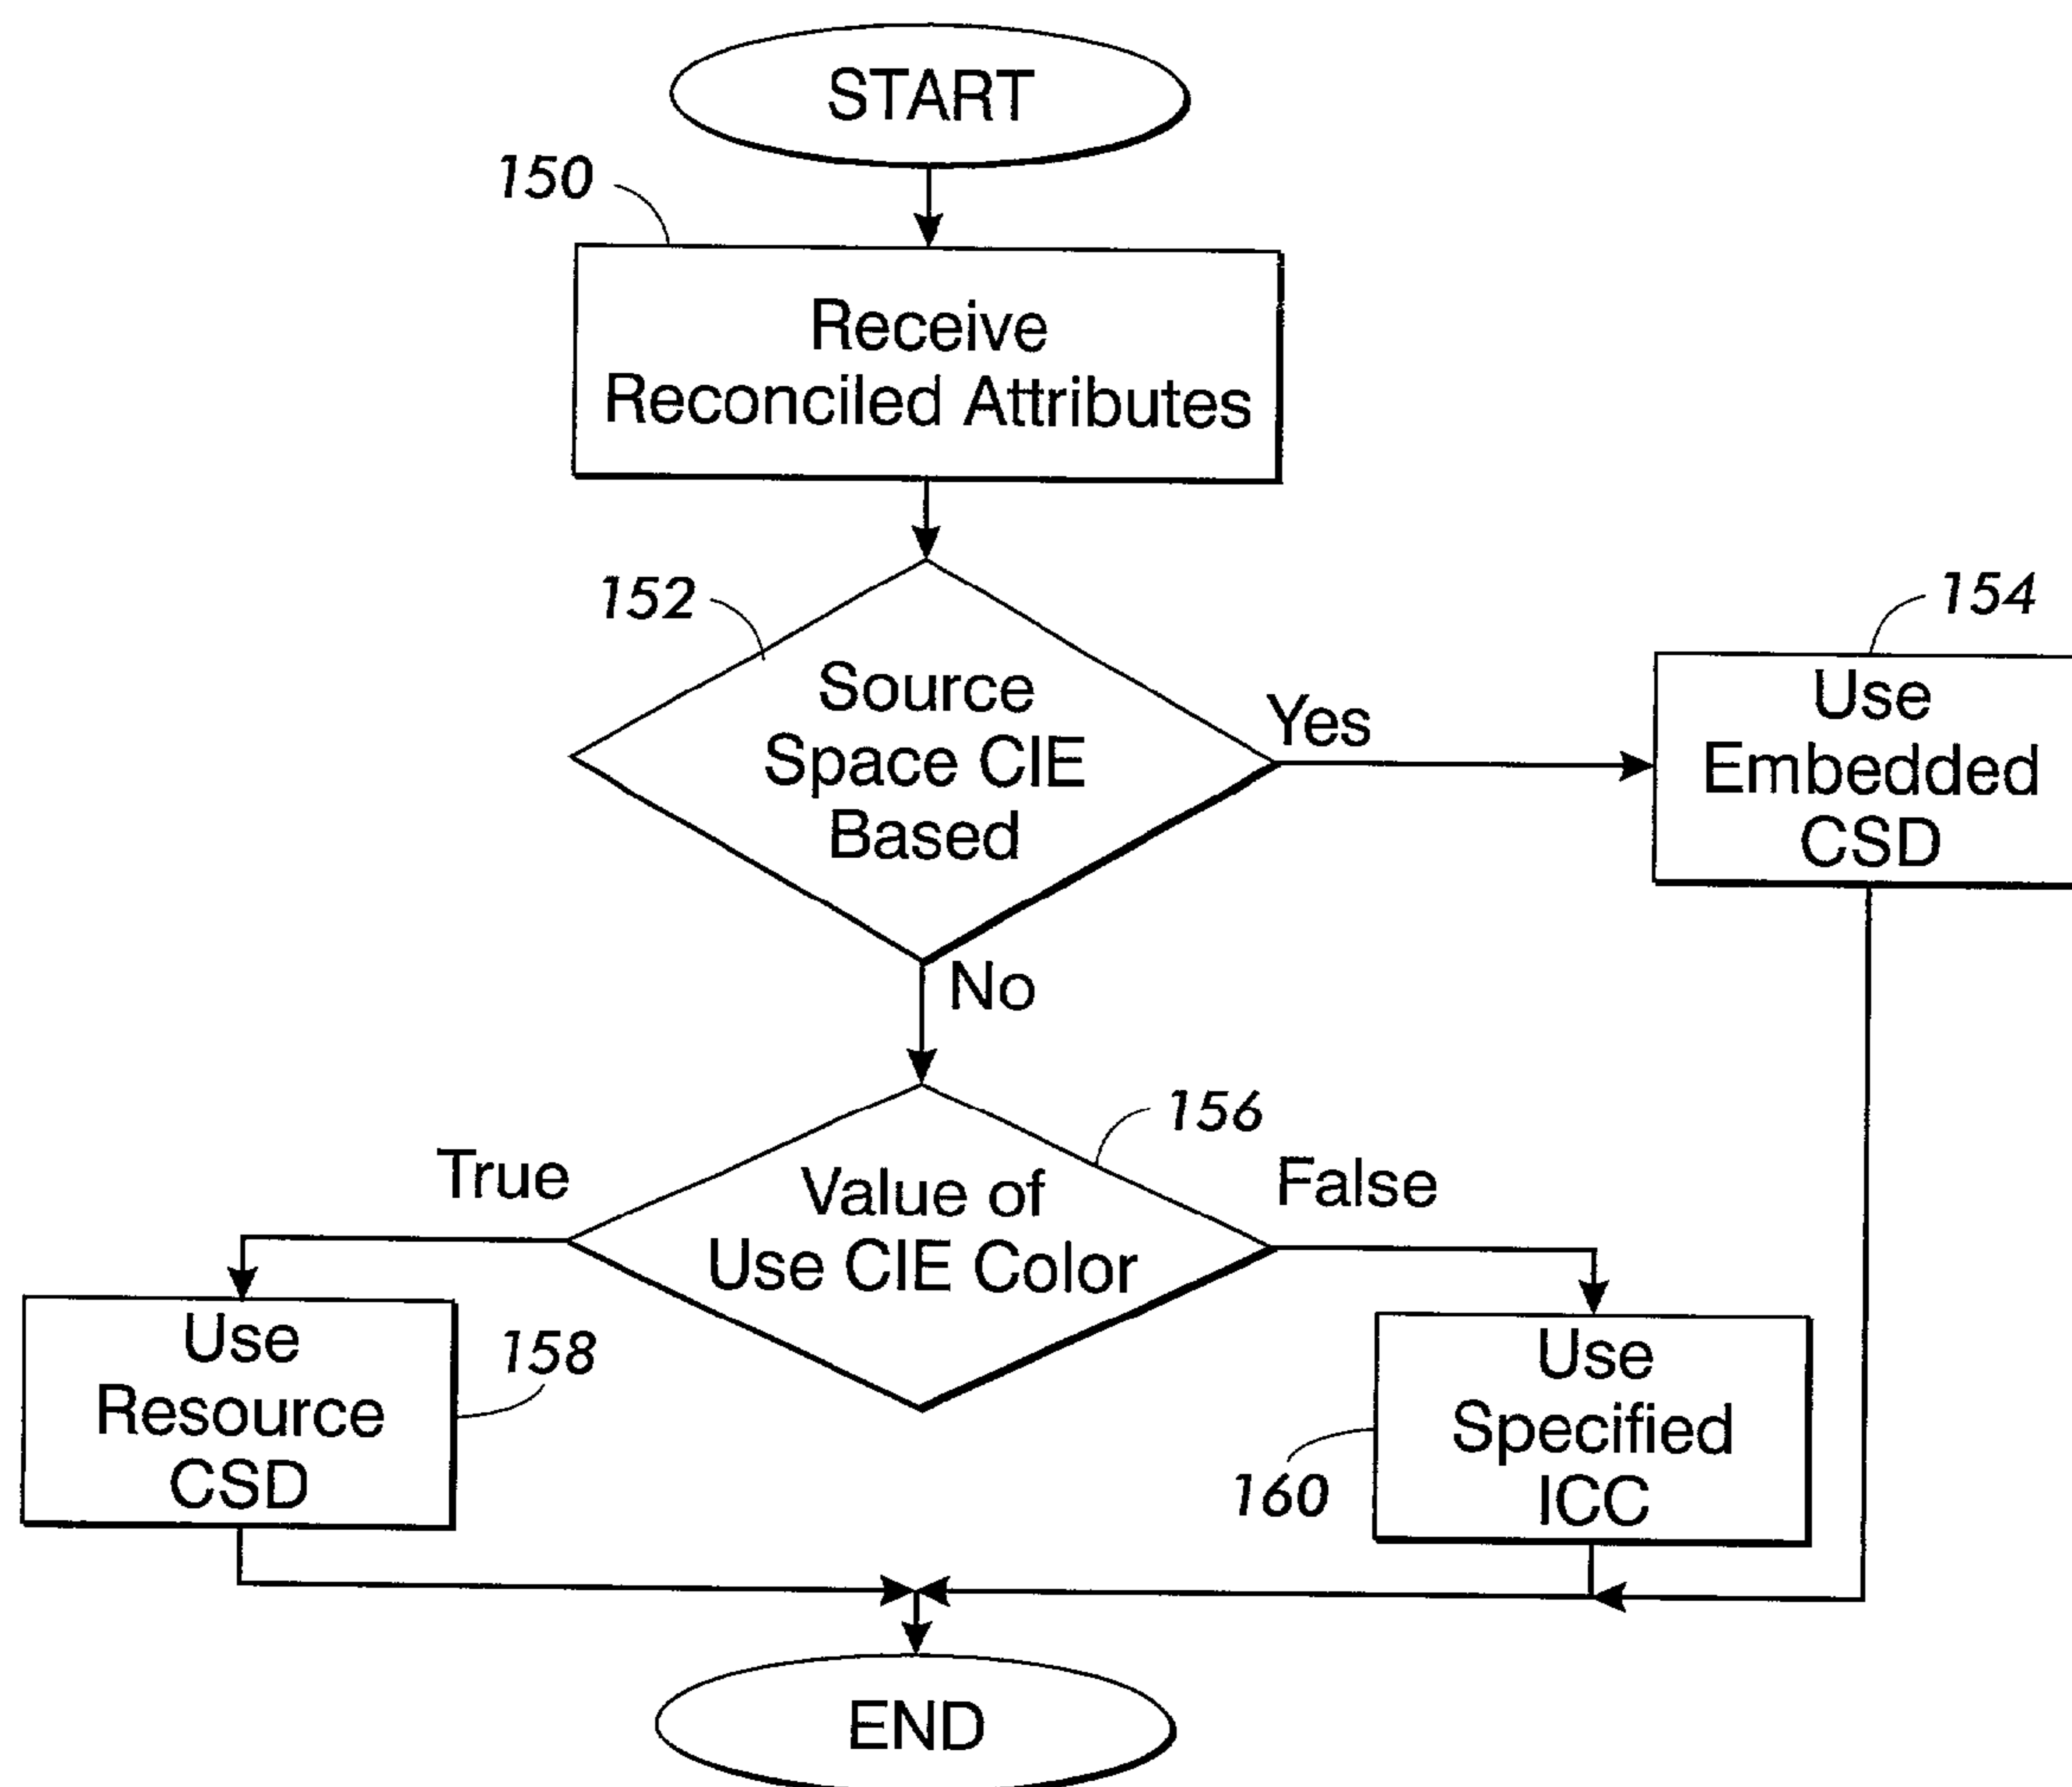 START
150
Receive
Reconciled Attributes
152
Source
Space CIE
Based
Yes
154
Use
Embedded
CSD
No
156
True
Value of
Use CIE Color
False
Use
Resource
CSD
158
Use
Specified
ICC
160
END